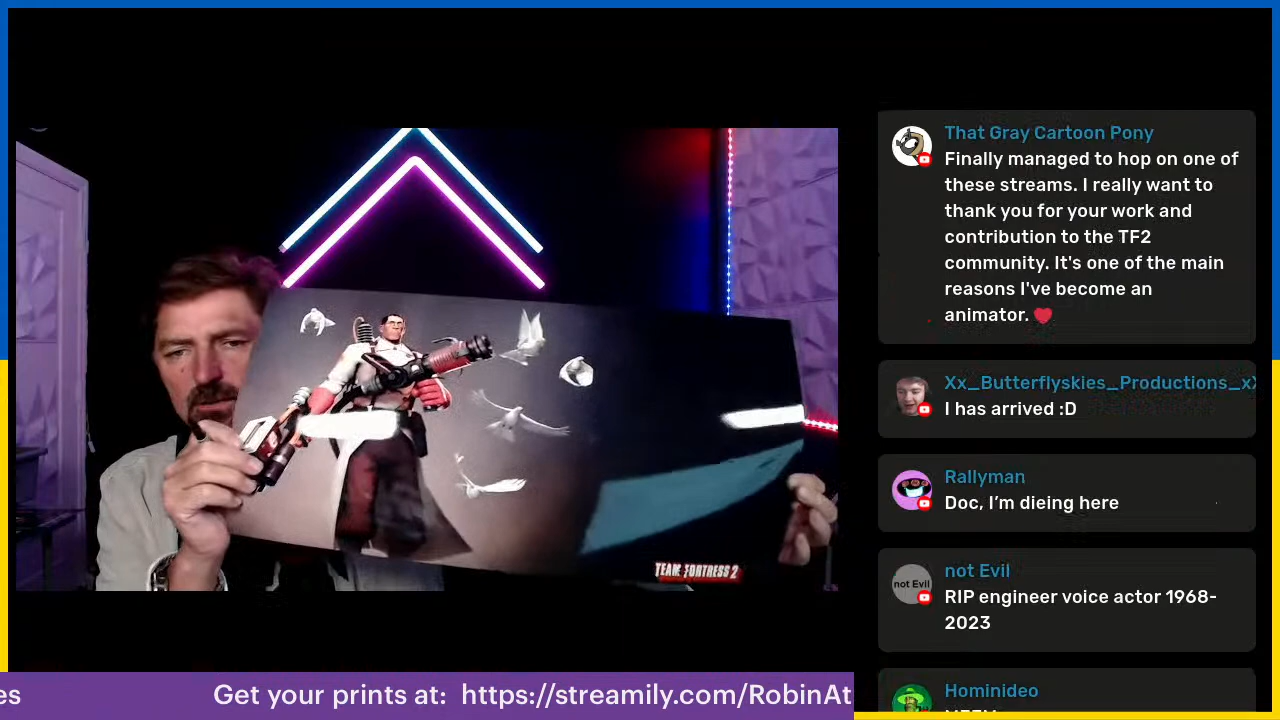 That Gray Cartoon Pony
Finally managed to hop on one of
these streams. I really want to
thank you for your work and
contribution to the TF2
community. It's one of the main
reasons I've become an
animator.
Xx_Butterflyskies_Productions_xX
I has arrived :D
Rallyman
Doc, I'm dieing here
not Evil
not Evil
RIP engineer voice actor 1968-
2023
Hominideo
TEAM FORTRESS 2
es Get your prints at: https://streamily.com/RobinAt